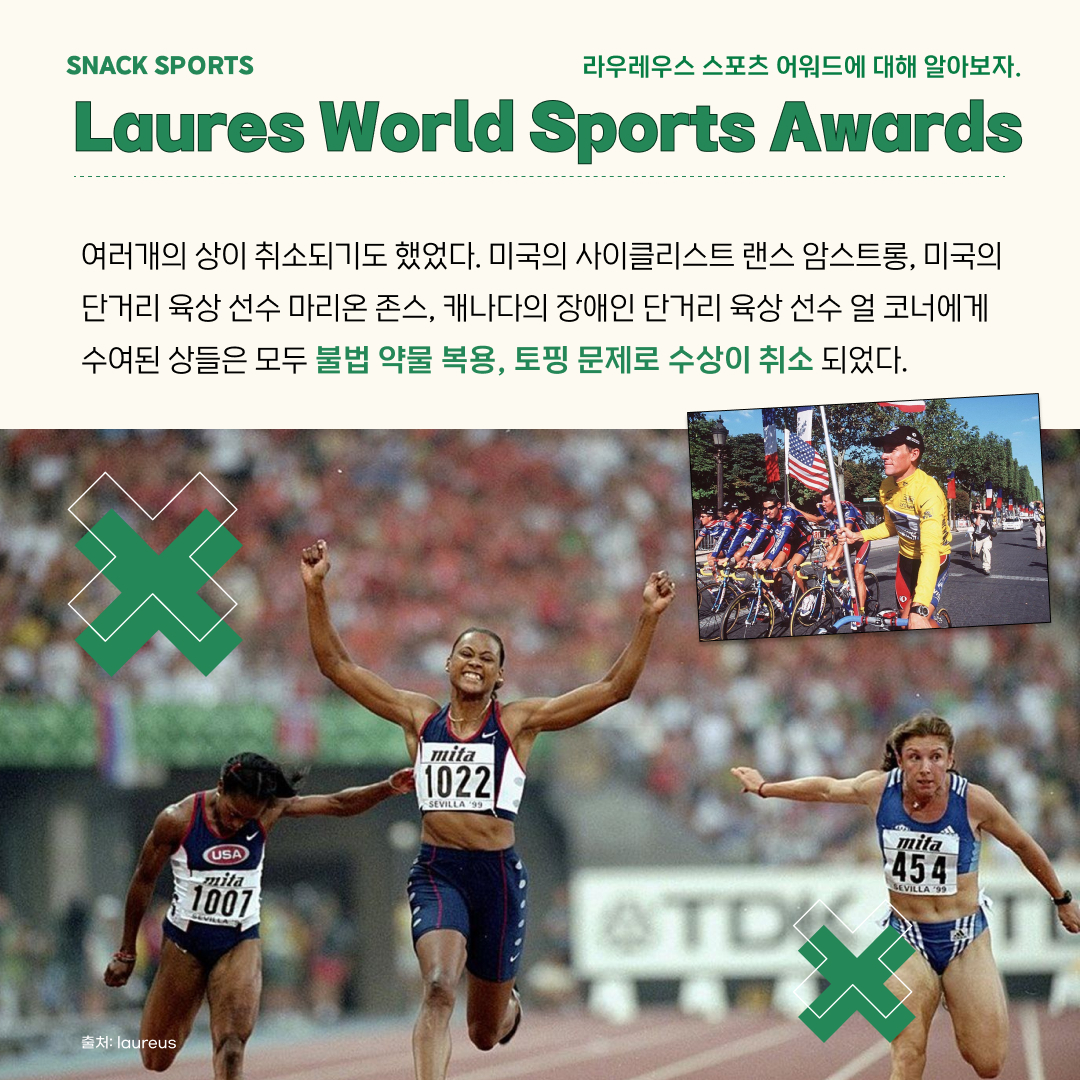 SNACK SPORTS
라우레우스 스포츠 어워드에 대해 알아보자.
Laures World Sports Awards
여러개의 상이 취소되기도 했었다. 미국의 사이클리스트 랜스 암스트롱, 미국의
단거리 육상 선수 마리온 존스, 캐나다의 장애인 단거리 육상 선수 얼 코너에게
수여된 상들은 모두 불법 약물 복용, 토핑 문제로 수상이 취소 되었다.
mita
1022
SEVILLA '99
USA
mita
1007
SEVILLA
mita
454
SEVILLA '99
TDK
출처: laureus